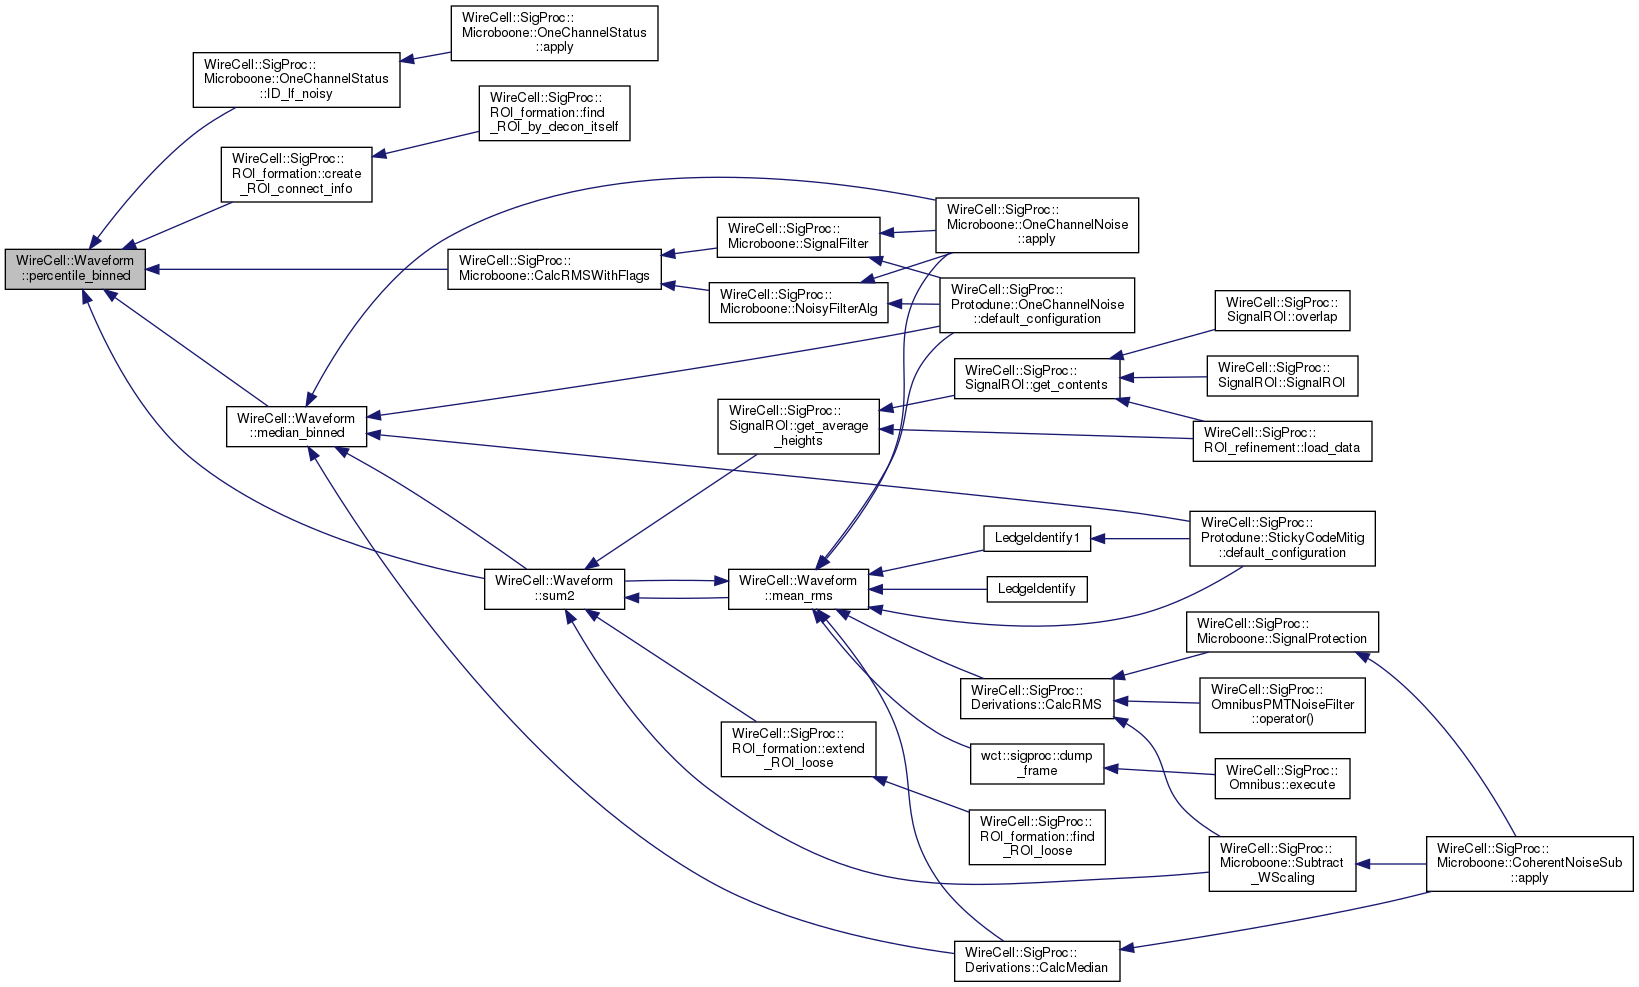 WireCell::SigProc::
Microboone::OneChannelStatus
::apply
WireCell::SigProc::
Microboone::OneChannelStatus
::ID_lf_noisy
WireCell::SigProc::
ROI_formation::find
_ROI_by_decon_itself
WireCell::SigProc::
ROI_formation::create
_ROI_connect_info
WireCell::Waveform
::percentile_binned
WireCell::SigProc::
Microboone::CalcRMSWithFlags
WireCell::SigProc::
Microboone::SignalFilter
WireCell::SigProc::
Microboone::NoisyFilterAlg
WireCell::SigProc::
Microboone::OneChannelNoise
::apply
WireCell::SigProc::
Protodune::OneChannelNoise
::default_configuration
WireCell::SigProc::
SignalROI::overlap
WireCell::SigProc::
SignalROI::get_contents
WireCell::SigProc::
SignalROI::SignalROI
WireCell::Waveform
::median_binned
WireCell::SigProc::
SignalROI::get_average
_heights
WireCell::SigProc::
ROI_refinement::load_data
WireCell::SigProc::
Protodune::StickyCodeMitig
::default_configuration
LedgeIdentify1
WireCell::Waveform
::sum2
WireCell::Waveform
::mean_rms
LedgeIdentify
WireCell::SigProc::
Microboone::SignalProtection
WireCell::SigProc::
Derivations::CalcRMS
WireCell::SigProc::
OmnibusPMTNoiseFilter
::operator()
WireCell::SigProc::
ROI_formation::extend
_ROI_loose
wct::sigproc::dump
_frame
WireCell::SigProc::
Omnibus::execute
WireCell::SigProc::
ROI_formation::find
_ROI_loose
WireCell::SigProc::
Microboone::Subtract
_WScaling
WireCell::SigProc::
Microboone::CoherentNoiseSub
::apply
WireCell::SigProc::
Derivations::CalcMedian